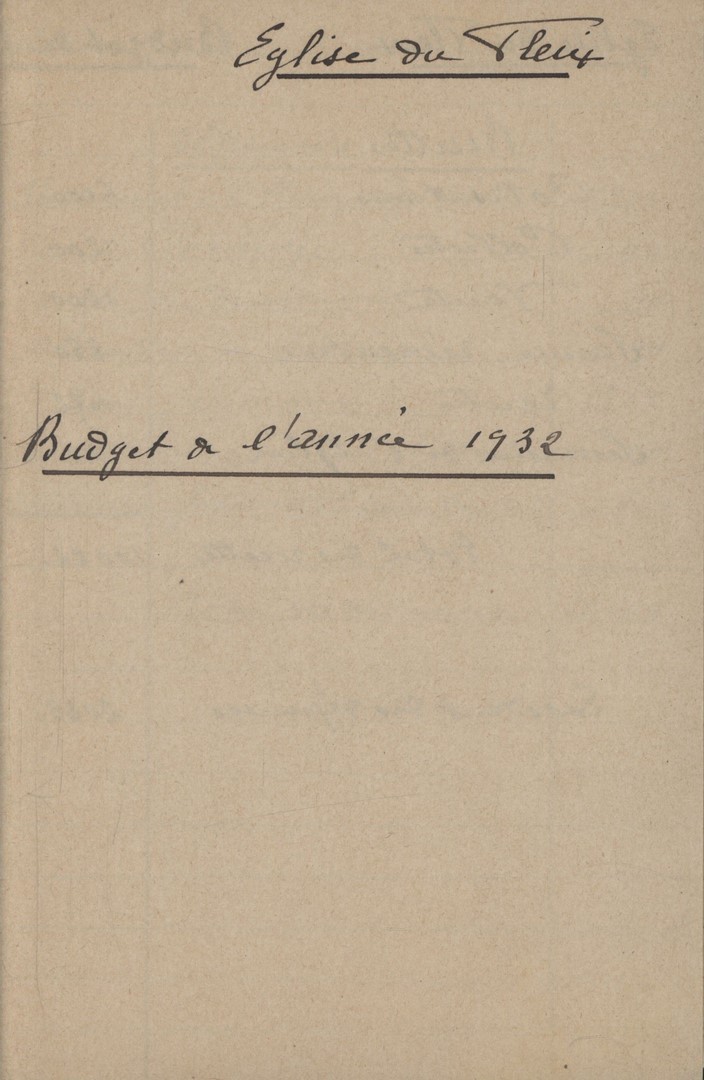 Eglise du Fleix
Budget de l'année 1932